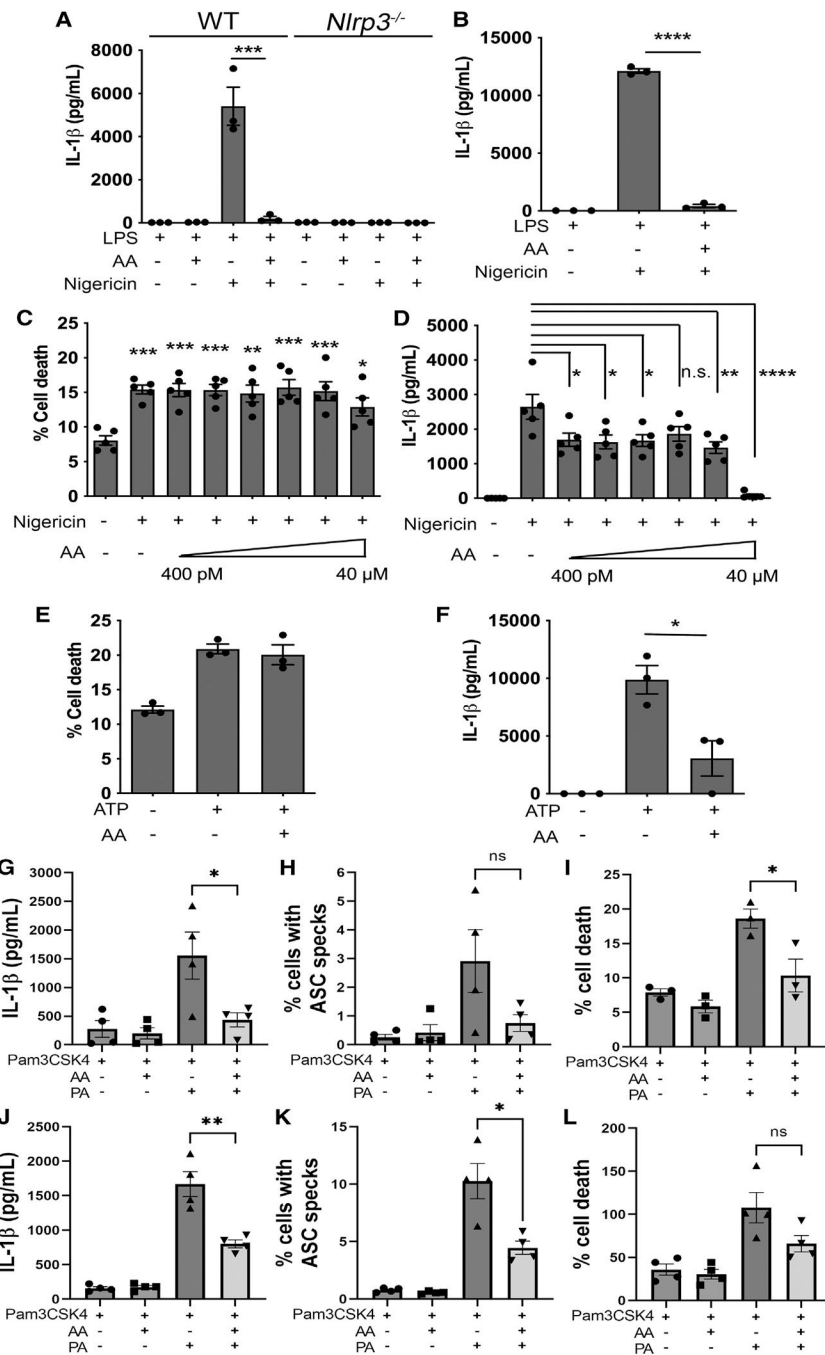 A
WT
Nlrp3-/-
***
IL-1β (pg/mL)
8000
6000
4000
2000
0
LPS + + + + + + + +
AA - + - + - + - +
Nigericin - - + + - - + +
B
****
IL-1β (pg/mL)
15000
10000
5000
0
LPS + + +
AA - - +
Nigericin - + +
C
% Cell death
25
20
15
10
5
0
*** *** *** ** *** *** *
Nigericin - + + + + + + +
AA - -
400 pM 40 µM
D
IL-1β (pg/mL)
5000
4000
3000
2000
1000
0
* * * n.s. ** ****
Nigericin - + + + + + + +
AA - -
400 pM 40 µM
E
% Cell death
25
20
15
10
5
0
ATP - + +
AA - - +
F
*
IL-1β (pg/mL)
15000
10000
5000
0
ATP - + +
AA - - +
G
*
IL-1β (pg/mL)
3000
2500
2000
1500
1000
500
0
Pam3CSK4 + + + +
AA - + - +
PA - - + +
H
ns
% cells with
ASC specks
6
5
4
3
2
1
0
+ + + +
- + - +
- - + +
I
*
% cell death
25
20
15
10
5
0
Pam3CSK4 + + + +
AA - + - +
PA - - + +
J
**
IL-1β (pg/mL)
2500
2000
1500
1000
500
0
Pam3CSK4 + + + +
AA - + - +
PA - - + +
K
*
% cells with
ASC specks
15
10
5
0
Pam3CSK4 + + + +
AA - + - +
PA - - + +
L
ns
% cell death
200
150
100
50
0
Pam3CSK4 + + + +
AA - + - +
PA - - + +